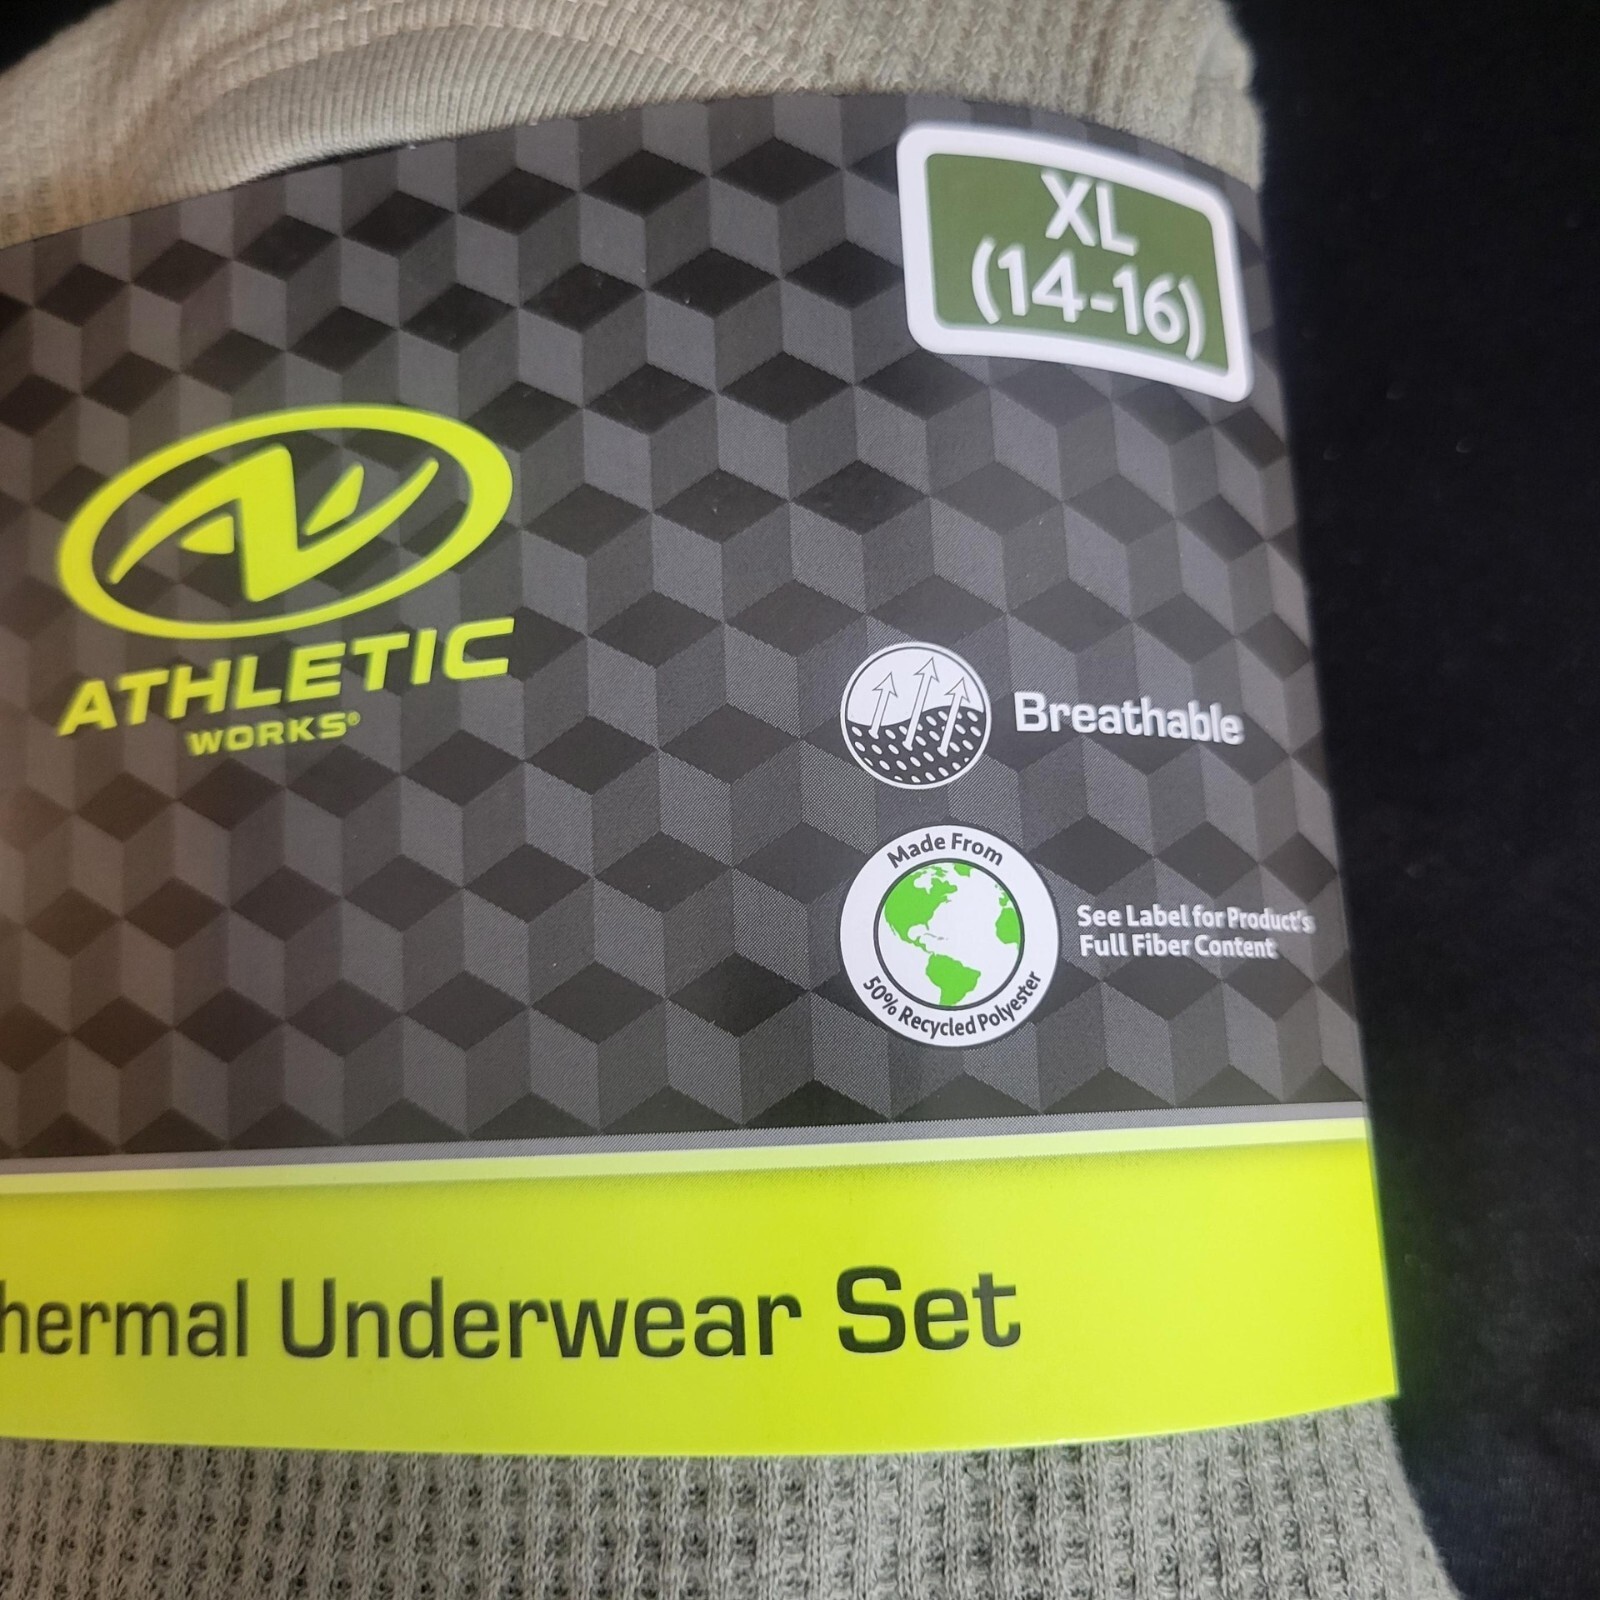 XL
(14-16)
ATHLETIC
WORKS®
Breathable
Made From
50% Recycled Polyester
See Label for Product's
Full Fiber Content
hermal Underwear Set